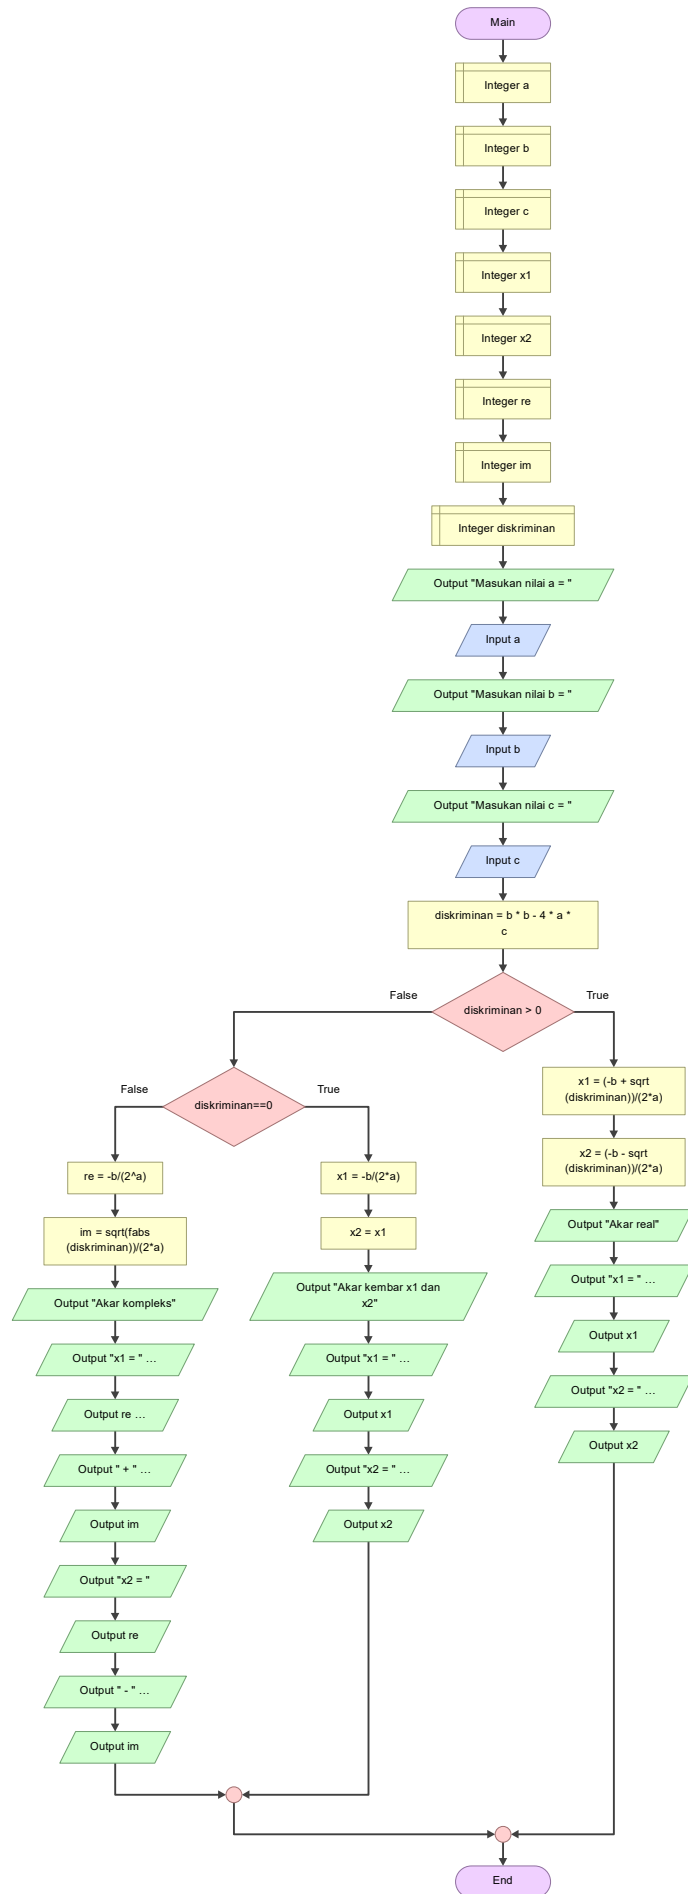 Main
Integer a
Integer b
Integer c
Integer x1
Integer x2
Integer re
Integer im
Integer diskriminan
Output "Masukan nilai a = "
Input a
Output "Masukan nilai b = "
Input b
Output "Masukan nilai c = "
Input c
diskriminan = b * b - 4 * a *
c
False
diskriminan > 0
True
False
diskriminan==0
True
re = -b/(2^a)
im = sqrt(fabs
(diskriminan))/(2*a)
Output "Akar kompleks"
Output "x1 = " ...
Output re ...
Output " + " ...
Output im
Output "x2 = "
Output re
Output " - " ...
Output im
x1 = -b/(2*a)
x2 = x1
Output "Akar kembar x1 dan
x2"
Output "x1 = " ...
Output x1
Output "x2 = " ...
Output x2
x1 = (-b + sqrt
(diskriminan))/(2*a)
x2 = (-b - sqrt
(diskriminan))/(2*a)
Output "Akar real"
Output "x1 = " ...
Output x1
Output "x2 = " ...
Output x2
End